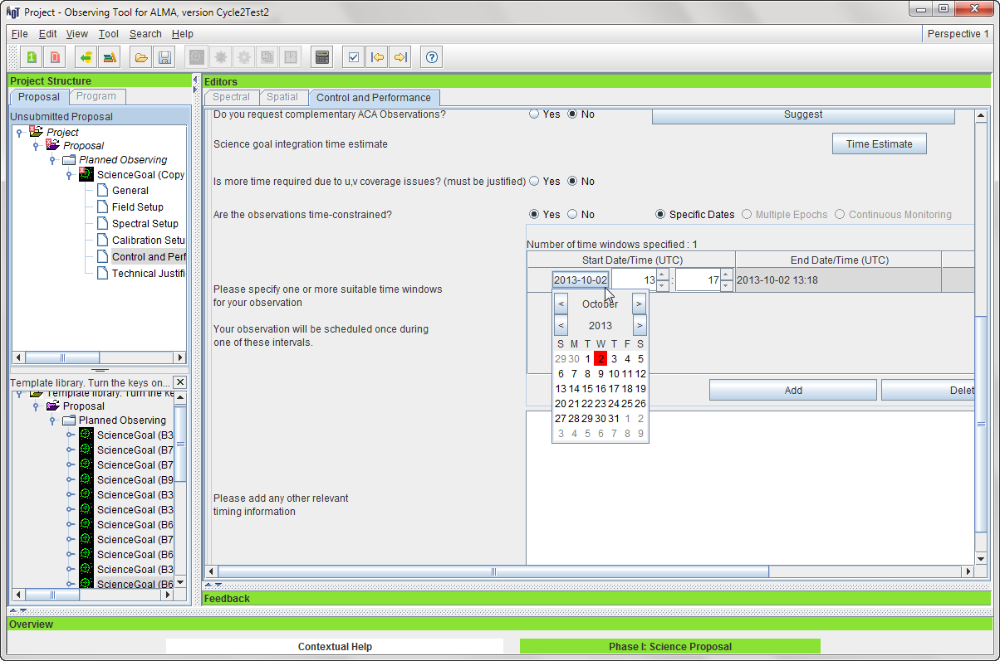 Project - Observing Tool for ALMA, version Cycle2Test2
File Edit View Tool Search Help
Perspective 1
Project Structure
Proposal Program
Unsubmitted Proposal
Project
Proposal
Planned Observing
ScienceGoal (Copy
General
Field Setup
Spectral Setup
Calibration Setu
Control and Perf
Technical Justifi
Template library. Turn the keys on...
Template library. Turn the ke
Proposal
Planned Observing
ScienceGoal (B3
ScienceGoal (B7
ScienceGoal (B7
ScienceGoal (B9
ScienceGoal (B3
ScienceGoal (B3
ScienceGoal (B6
ScienceGoal (B7
ScienceGoal (B6
ScienceGoal (B3
ScienceGoal (B6
Editors
Spectral Spatial Control and Performance
Do you request complementary ACA Observations? Yes No Suggest
Science goal integration time estimate Time Estimate
Is more time required due to u,v coverage issues? (must be justified) Yes No
Are the observations time-constrained? Yes No Specific Dates Multiple Epochs Continuous Monitoring
Number of time windows specified : 1
Start Date/Time (UTC) End Date/Time (UTC)
2013-10-02 13 : 17 2013-10-02 13:18
Please specify one or more suitable time windows
for your observation
Your observation will be scheduled once during
one of these intervals.
< October >
< 2013 >
S M T W T F S
29 30 1 2 3 4 5
6 7 8 9 10 11 12
13 14 15 16 17 18 19
20 21 22 23 24 25 26
27 28 29 30 31 1 2
3 4 5 6 7 8 9
Add Delet
Please add any other relevant
timing information
Feedback
Overview
Contextual Help Phase I: Science Proposal